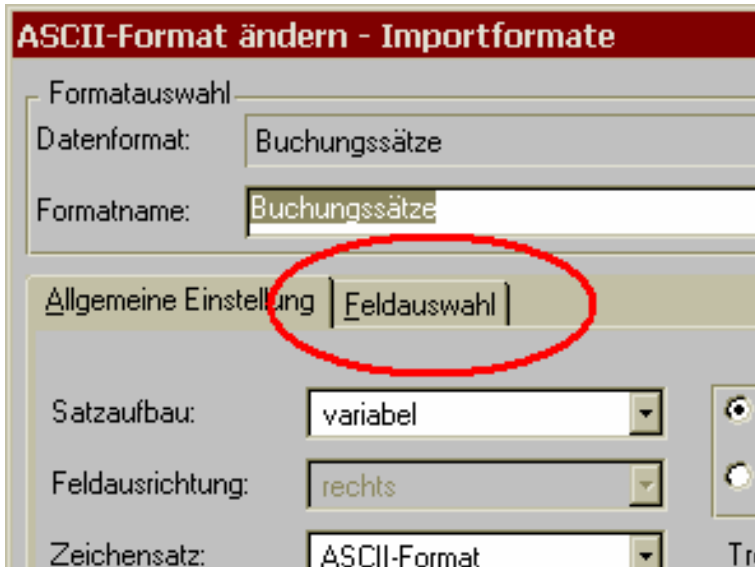 ASCII-Format ändern - Importformate
Formatauswahl
Datenformat: Buchungssätze
Formatname: Buchungssätze
Allgemeine Einstellung Feldauswahl
Satzaufbau: variabel
Feldausrichtung: rechts
Zeichensatz: ASCII-Format